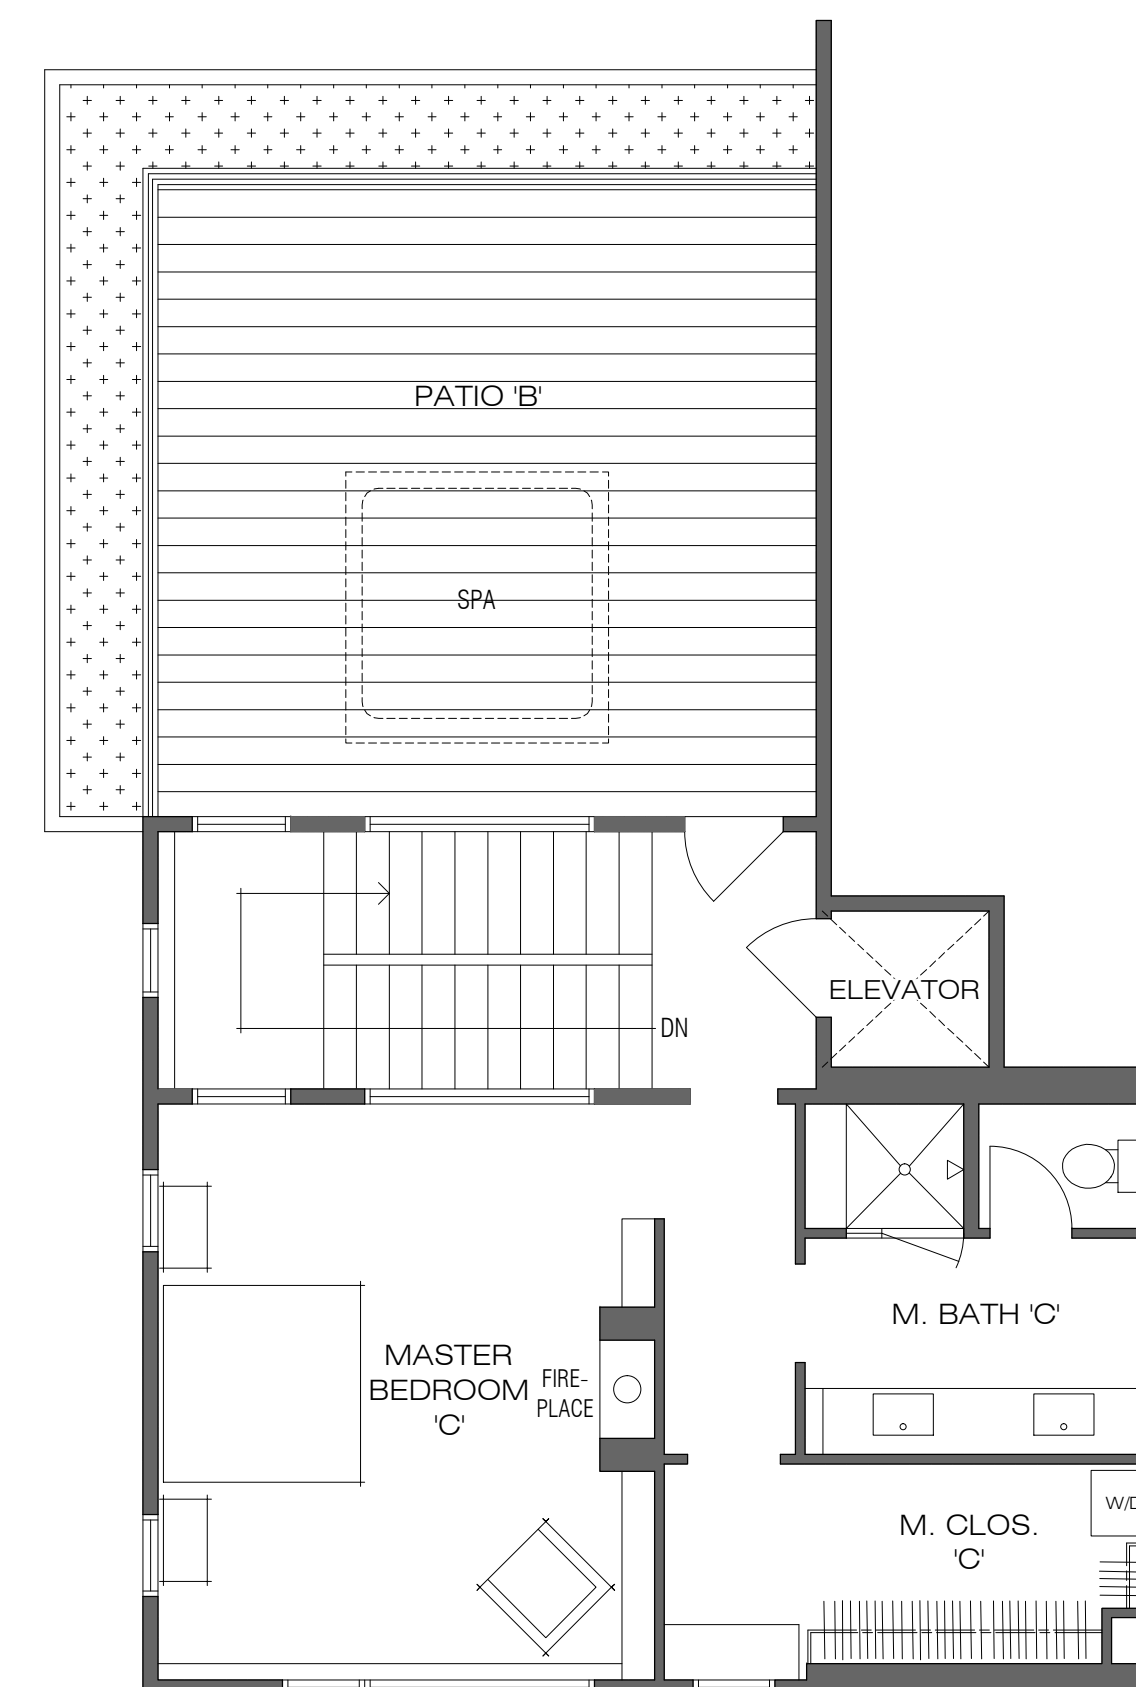 PATIO 'B'
SPA
ELEVATOR
DN
M. BATH 'C'
MASTER
BEDROOM
'C'
FIRE-
PLACE
M. CLOS.
'C'
W/D